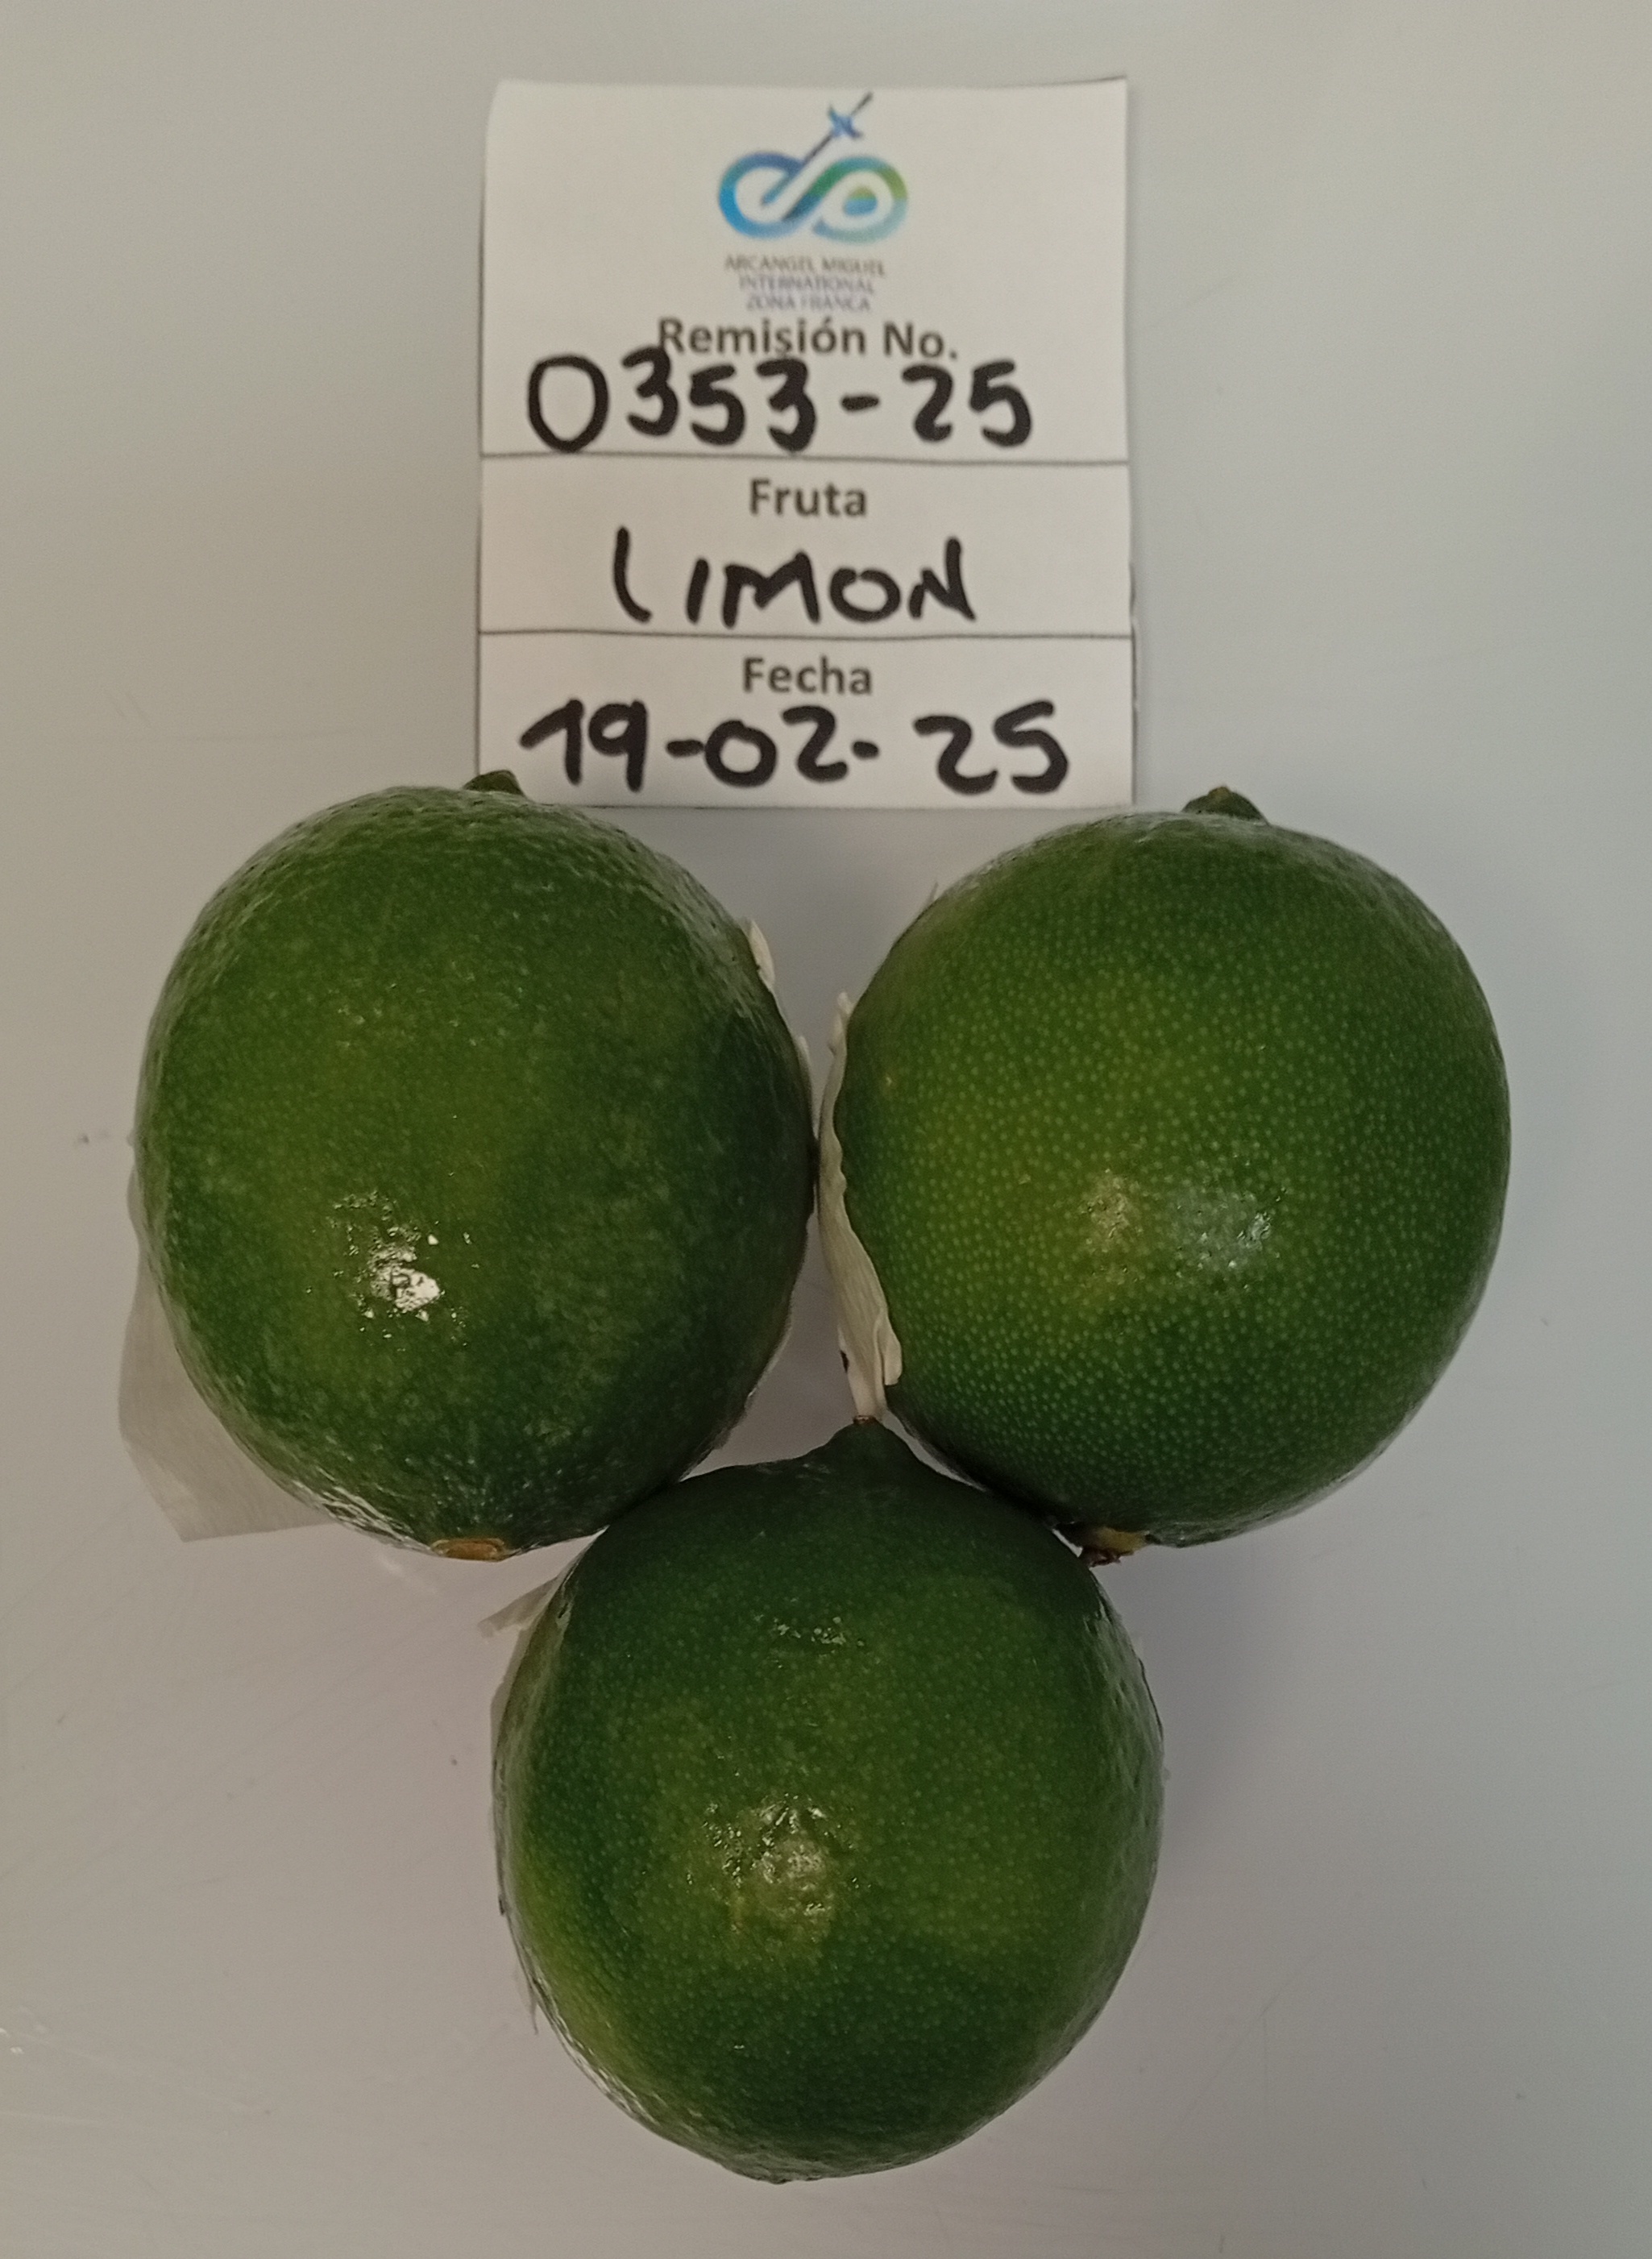 ARCANGEL MIGUEL
INTERNATIONAL
ZONA FRANCA
Remisión No.
0353-25
Fruta
LIMON
Fecha
19-02-25